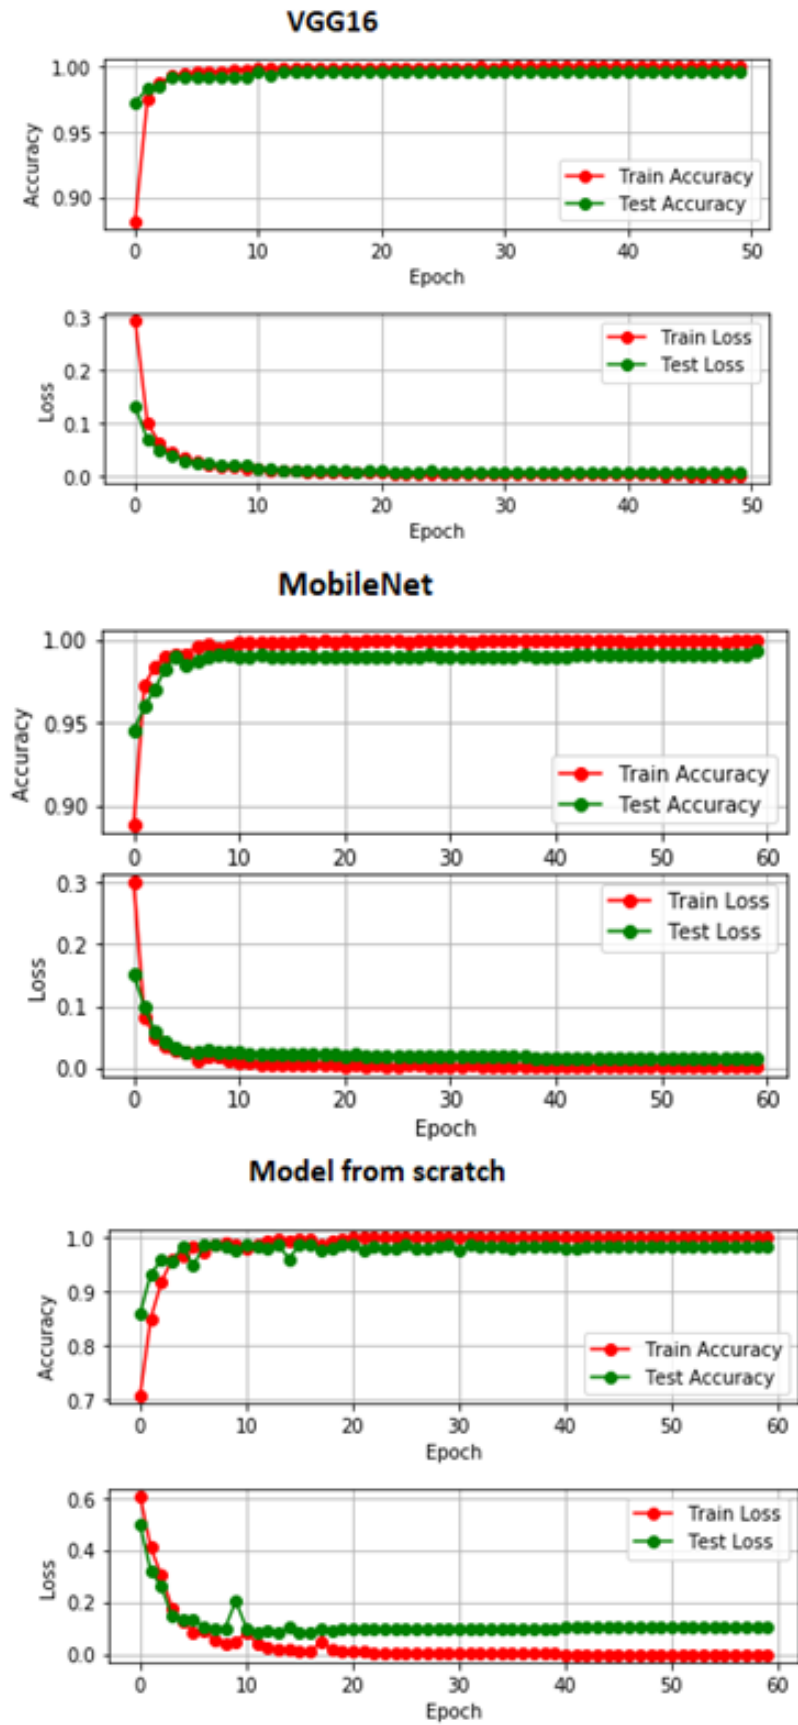 VGG16
1.00
0.95
0.90
Accuracy
Train Accuracy
Test Accuracy
0 10 20 30 40 50
Epoch
0.3
0.2
0.1
0.0
Loss
Train Loss
Test Loss
0 10 20 30 40 50
Epoch
MobileNet
1.00
0.95
0.90
Accuracy
Train Accuracy
Test Accuracy
0 10 20 30 40 50 60
0.3
0.2
0.1
0.0
Loss
Train Loss
Test Loss
0 10 20 30 40 50 60
Epoch
Model from scratch
1.0
0.9
0.8
0.7
Accuracy
Train Accuracy
Test Accuracy
0 10 20 30 40 50 60
Epoch
0.6
0.4
0.2
0.0
Loss
Train Loss
Test Loss
0 10 20 30 40 50 60
Epoch